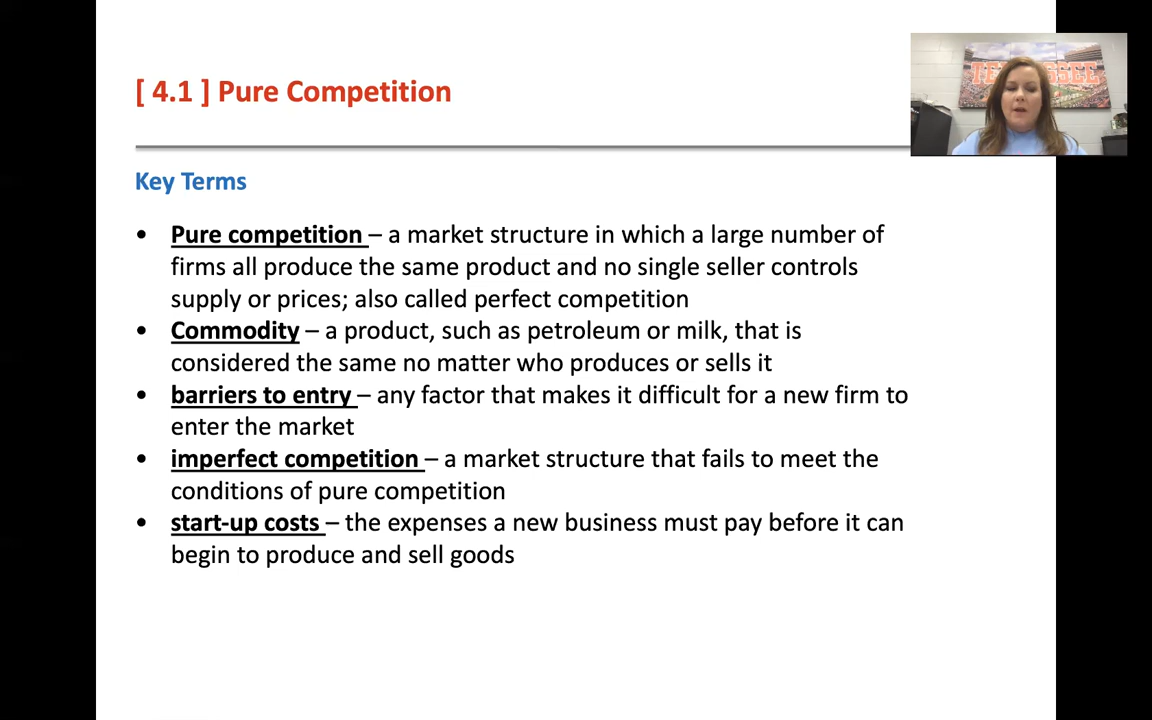 [ 4.1 ] Pure Competition
Key Terms
• Pure competition – a market structure in which a large number of
firms all produce the same product and no single seller controls
supply or prices; also called perfect competition
• Commodity – a product, such as petroleum or milk, that is
considered the same no matter who produces or sells it
• barriers to entry – any factor that makes it difficult for a new firm to
enter the market
• imperfect competition – a market structure that fails to meet the
conditions of pure competition
• start-up costs – the expenses a new business must pay before it can
begin to produce and sell goods